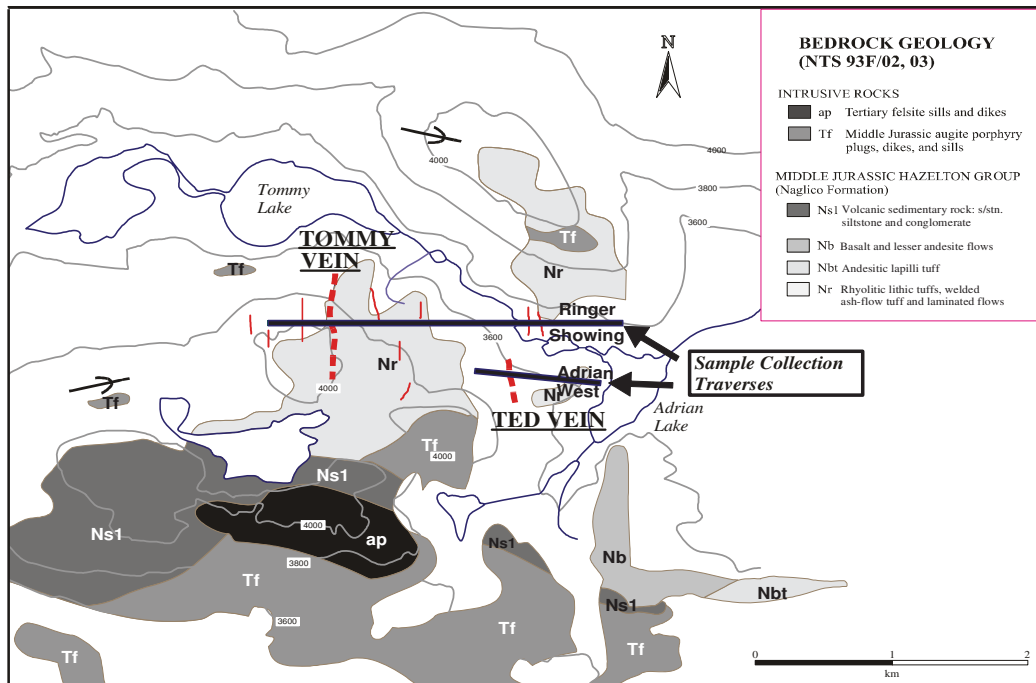 BEDROCK GEOLOGY
(NTS 93F/02, 03)
INTRUSIVE ROCKS
ap Tertiary felsite sills and dikes
Tf Middle Jurassic augite porphyry
plugs, dikes, and sills
MIDDLE JURASSIC HAZELTON GROUP
(Naglico Formation)
Ns1 Volcanic sedimentary rock: s/stn.
siltstone and conglomerate
Nb Basalt and lesser andesite flows
Nbt Andesitic lapilli tuff
Nr Rhyolitic lithic tuffs, welded
ash-flow tuff and laminated flows
N
4000
4000
3800
3600
Tommy
Lake
TOMMY
VEIN
Tf
Tf
Nr
Ringer
Showing
3600
Nr
4000
Adrian
West
Nr
Sample Collection
Traverses
TED VEIN
Adrian
Lake
Tf
Tf
4000
Ns1
Ns1
4000
ap
Ns1
3800
Tf
Nb
Nbt
Ns1
3600
Tf
Tf
Tf
0 1 2
km